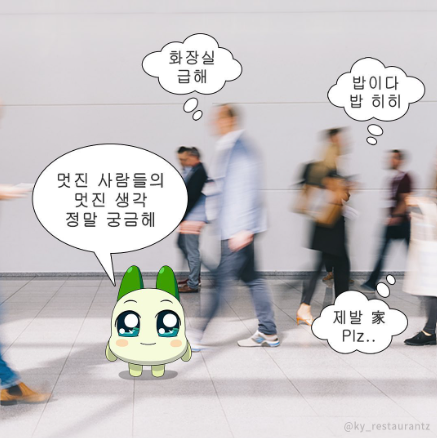 화장실
급해
밥이다
밥 히히
멋진 사람들의
멋진 생각
정말 궁금혜
제발 家
Plz..
@ky_restaurantz